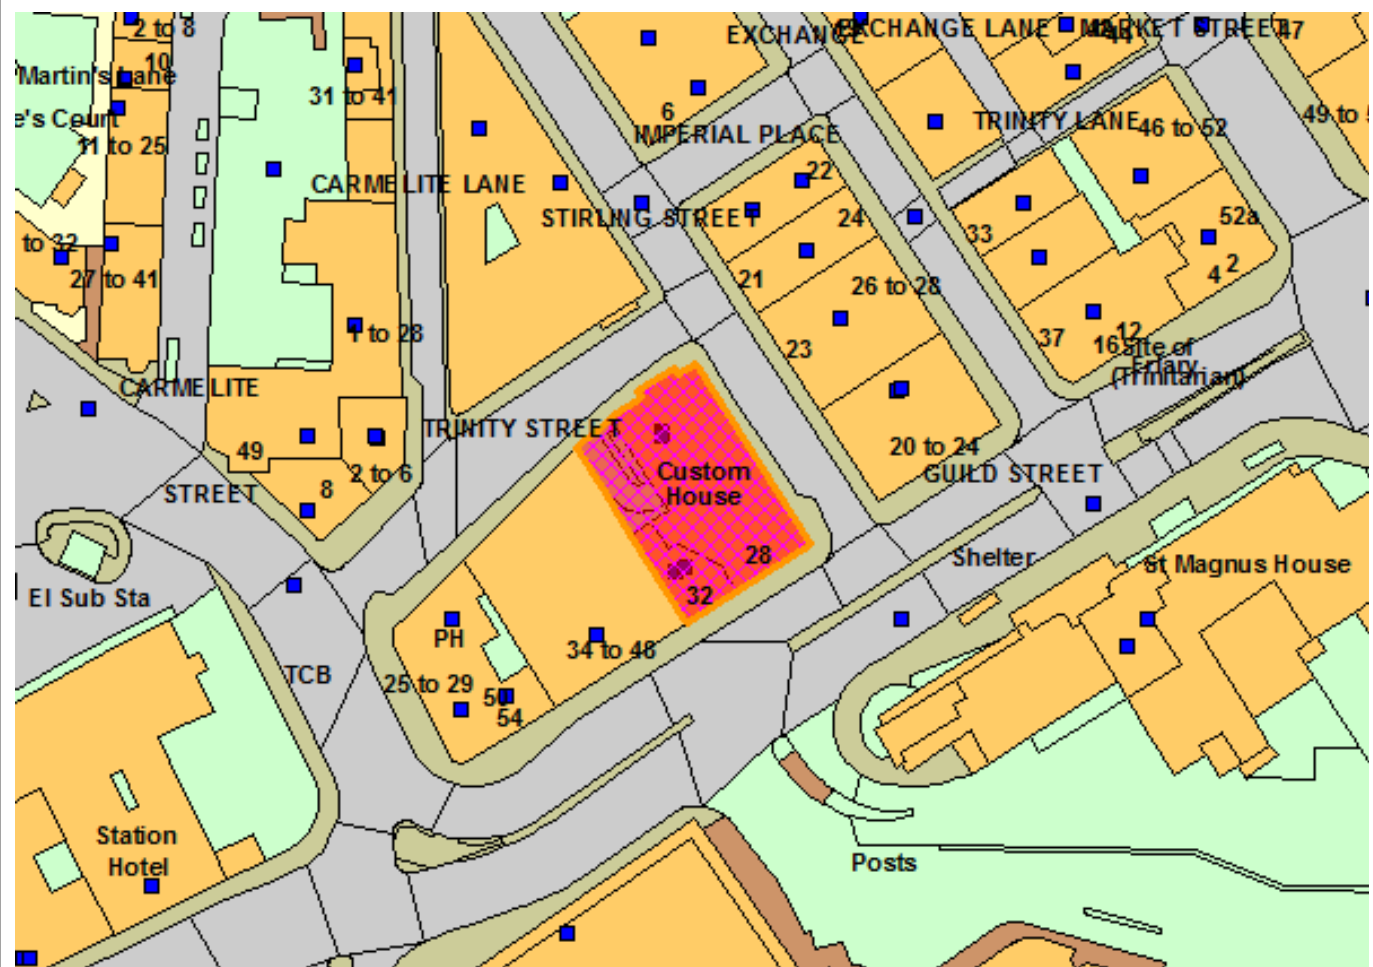 2 to 8
EXCHANGE
EXCHANGE LANE
MARKET STREET
47
10
Martin's Lane
31 to 41
6
e's Court
11 to 25
IMPERIAL PLACE
TRINITY LANE
46 to 52
49 to 5
22
CARMELITE LANE
STIRLING STREET
24
33
52a
to 32
27 to 41
21
26 to 28
4
2
1 to 28
23
37
12
16
Site of
Friary
(Trinitarian)
CARMELITE
TRINITY STREET
49
2 to 6
20 to 24
Custom
House
GUILD STREET
STREET
8
28
Shelter
St Magnus House
El Sub Sta
32
PH
34 to 48
TCB
25 to 29
50
54
Station
Hotel
Posts